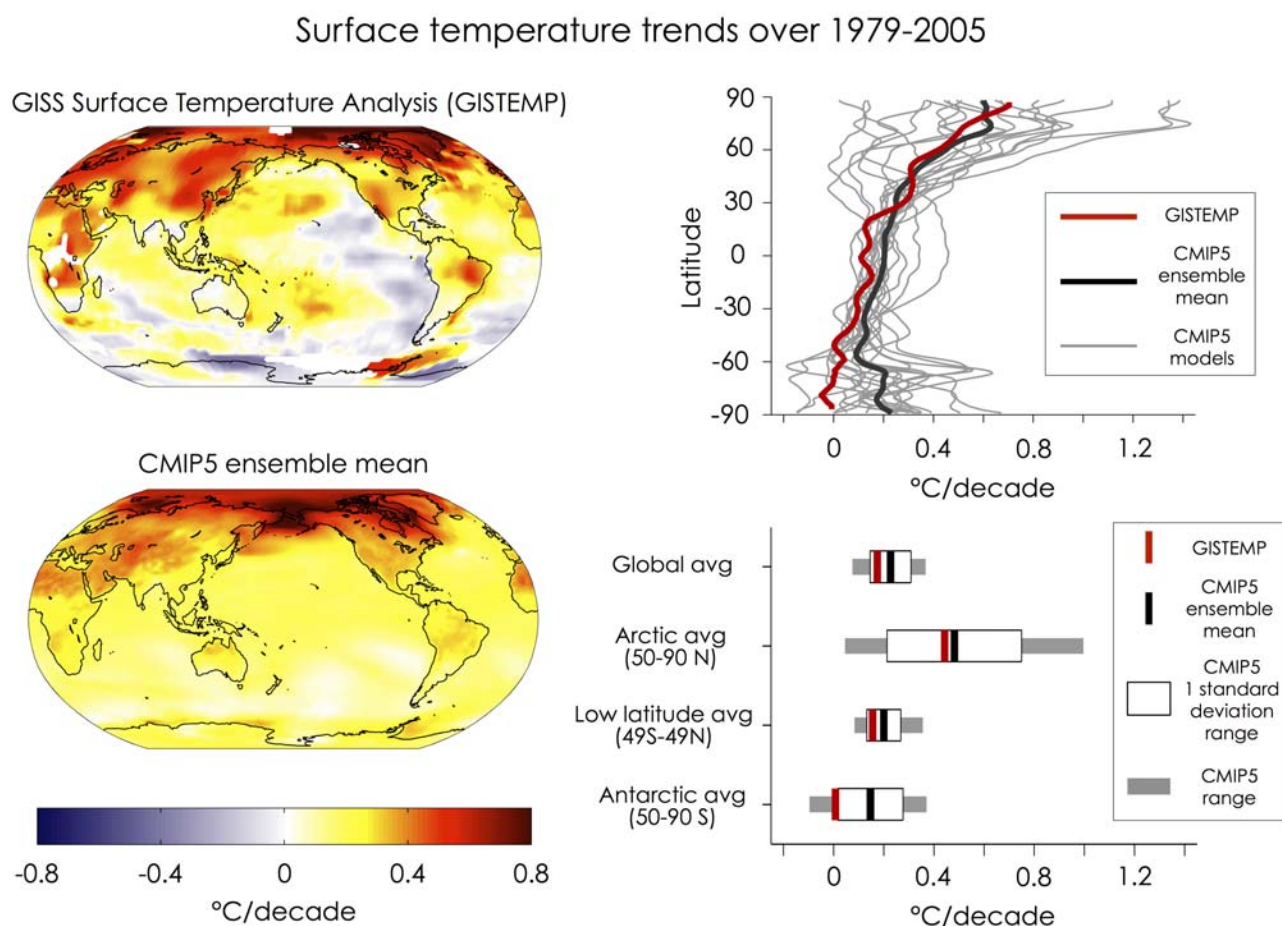 Surface temperature trends over 1979-2005
GISS Surface Temperature Analysis (GISTEMP)
CMIP5 ensemble mean
-0.8
-0.4
0
0.4
0.8
°C/decade
90
60
30
0
-30
-60
-90
Latitude
0
0.4
0.8
1.2
°C/decade
GISTEMP
CMIP5
ensemble
mean
CMIP5
models
Global avg
Arctic avg
(50-90 N)
Low latitude avg
(49S-49N)
Antarctic avg
(50-90 S)
0
0.4
0.8
1.2
°C/decade
GISTEMP
CMIP5
ensemble
mean
CMIP5
1 standard
deviation
range
CMIP5
range